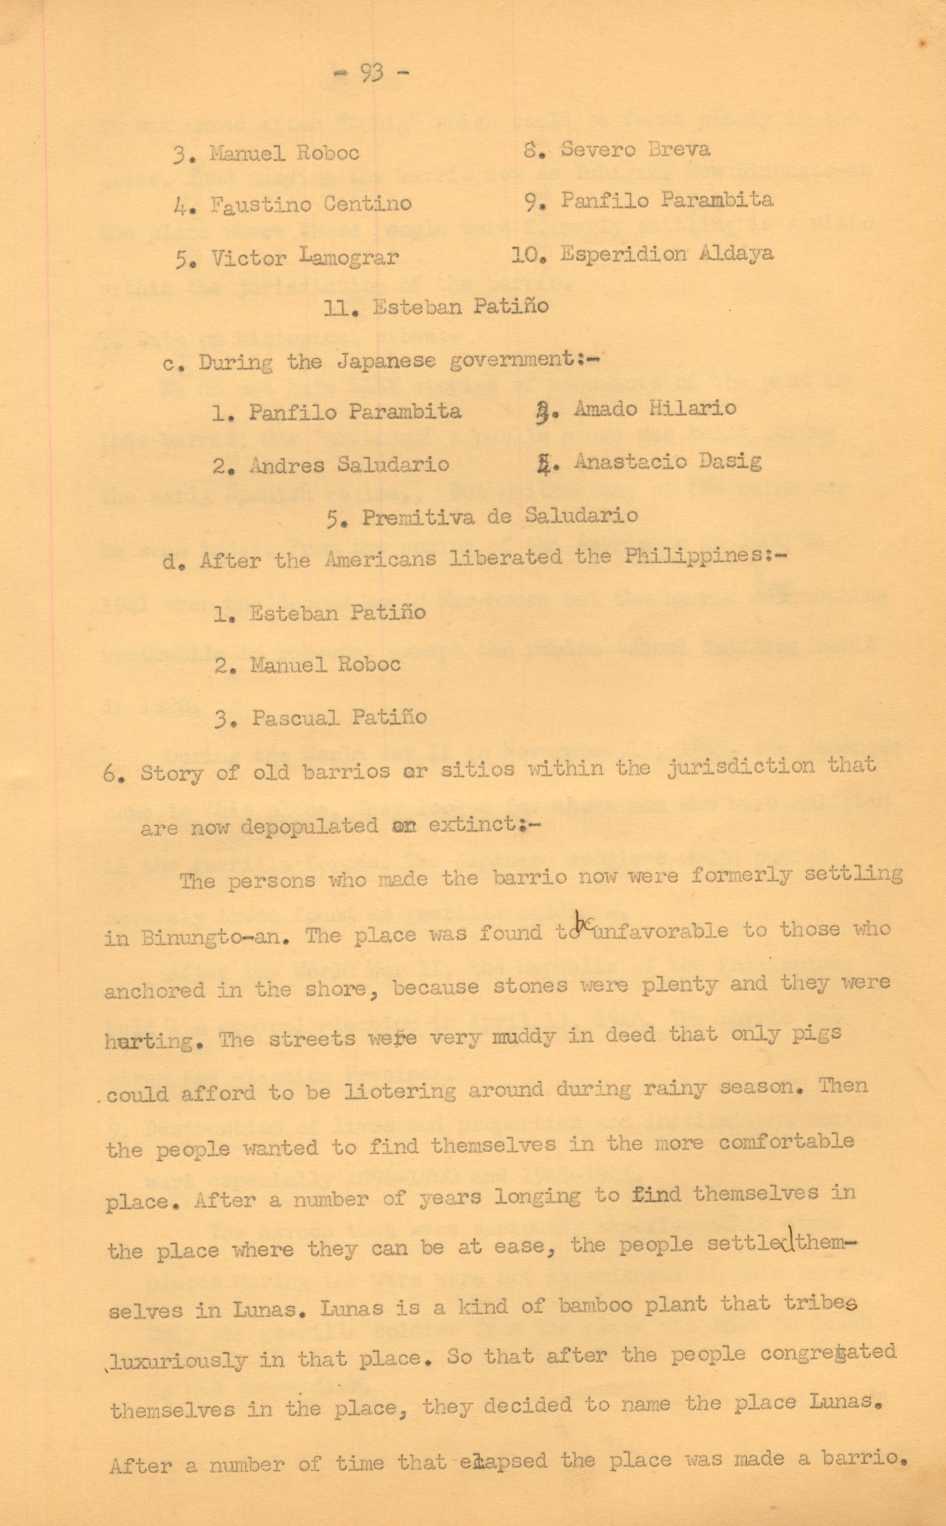 - 93 -
3. Manuel Roboc 8. Severo Breva
4. Faustino Centino 9. Panfilo Parambita
5. Victor Lamograr 10. Esperidion Aldaya
11. Esteban Patiño
c. During the Japanese government:-
1. Panfilo Parambita 3. Amado Hilario
2. Andres Saludario 4. Anastacio Dasig
5. Premitiva de Saludario
d. After the Americans liberated the Philippines:-
1. Esteban Patiño
2. Manuel Roboc
3. Pascual Patiño
6. Story of old barrios or sitios within the jurisdiction that
are now depopulated or extinct:-
The persons who made the barrio now were formerly settling
in Binungto-an. The place was found to be unfavorable to those who
anchored in the shore, because stones were plenty and they were
hurting. The streets were very muddy in deed that only pigs
could afford to be liotering around during rainy season. Then
the people wanted to find themselves in the more comfortable
place. After a number of years longing to find themselves in
the place where they can be at ease, the people settled them-
selves in Lunas. Lunas is a kind of bamboo plant that tribes
luxuriously in that place. So that after the people congregated
themselves in the place, they decided to name the place Lunas.
After a number of time that elapsed the place was made a barrio.